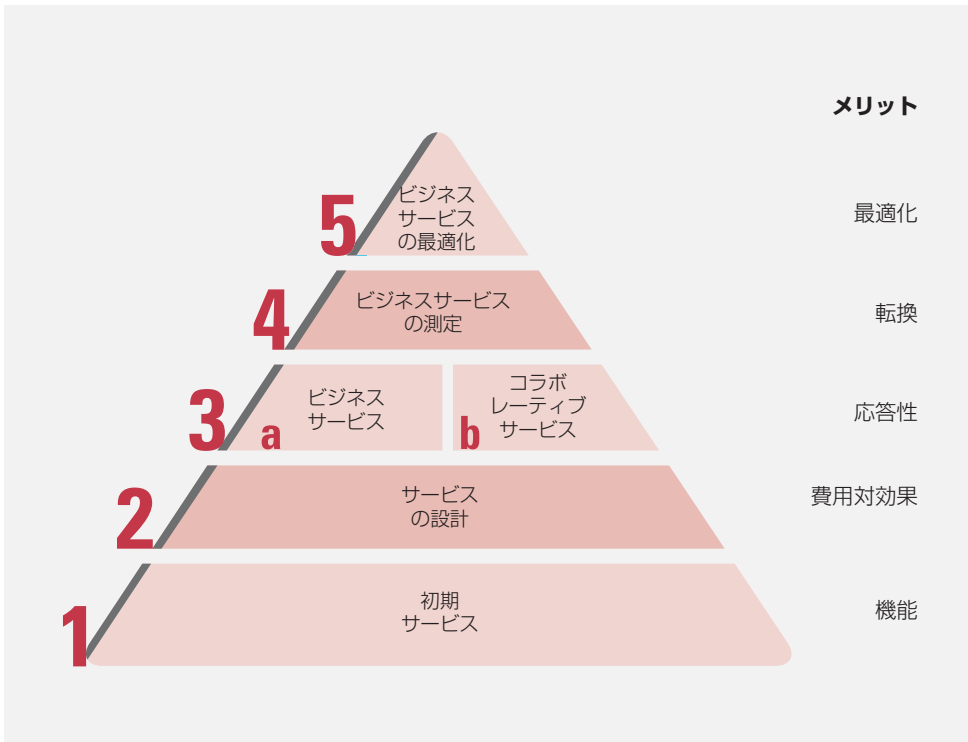 メリット
5
ビジネス
サービス
の最適化
最適化
4
ビジネスサービス
の測定
転換
3
a
ビジネス
サービス
b
コラボ
レーティブ
サービス
応答性
2
サービス
の設計
費用対効果
1
初期
サービス
機能